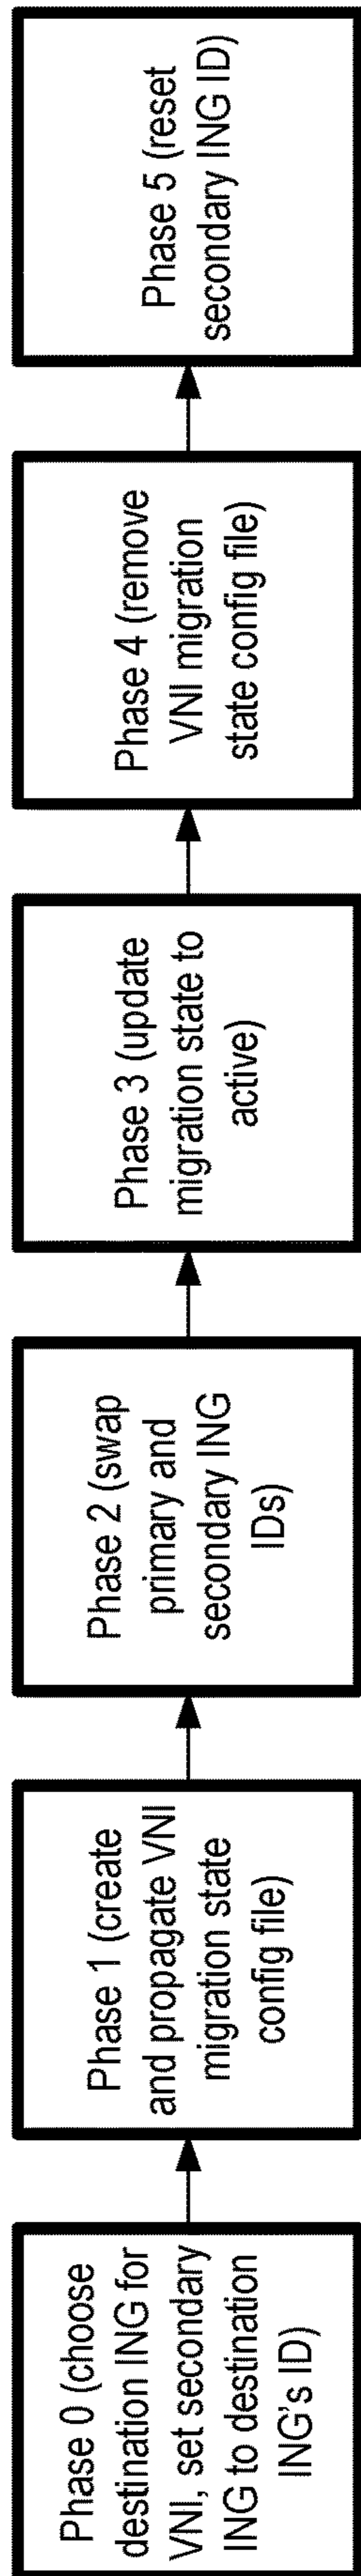 Phase 0 (choose
destination ING for
VNI, set secondary
ING to destination
ING's ID)
Phase 1 (create
and propagate VNI
migration state
config file)
Phase 2 (swap
primary and
secondary ING
IDs)
Phase 3 (update
migration state to
active)
Phase 4 (remove
VNI migration
state config file)
Phase 5 (reset
secondary ING ID)